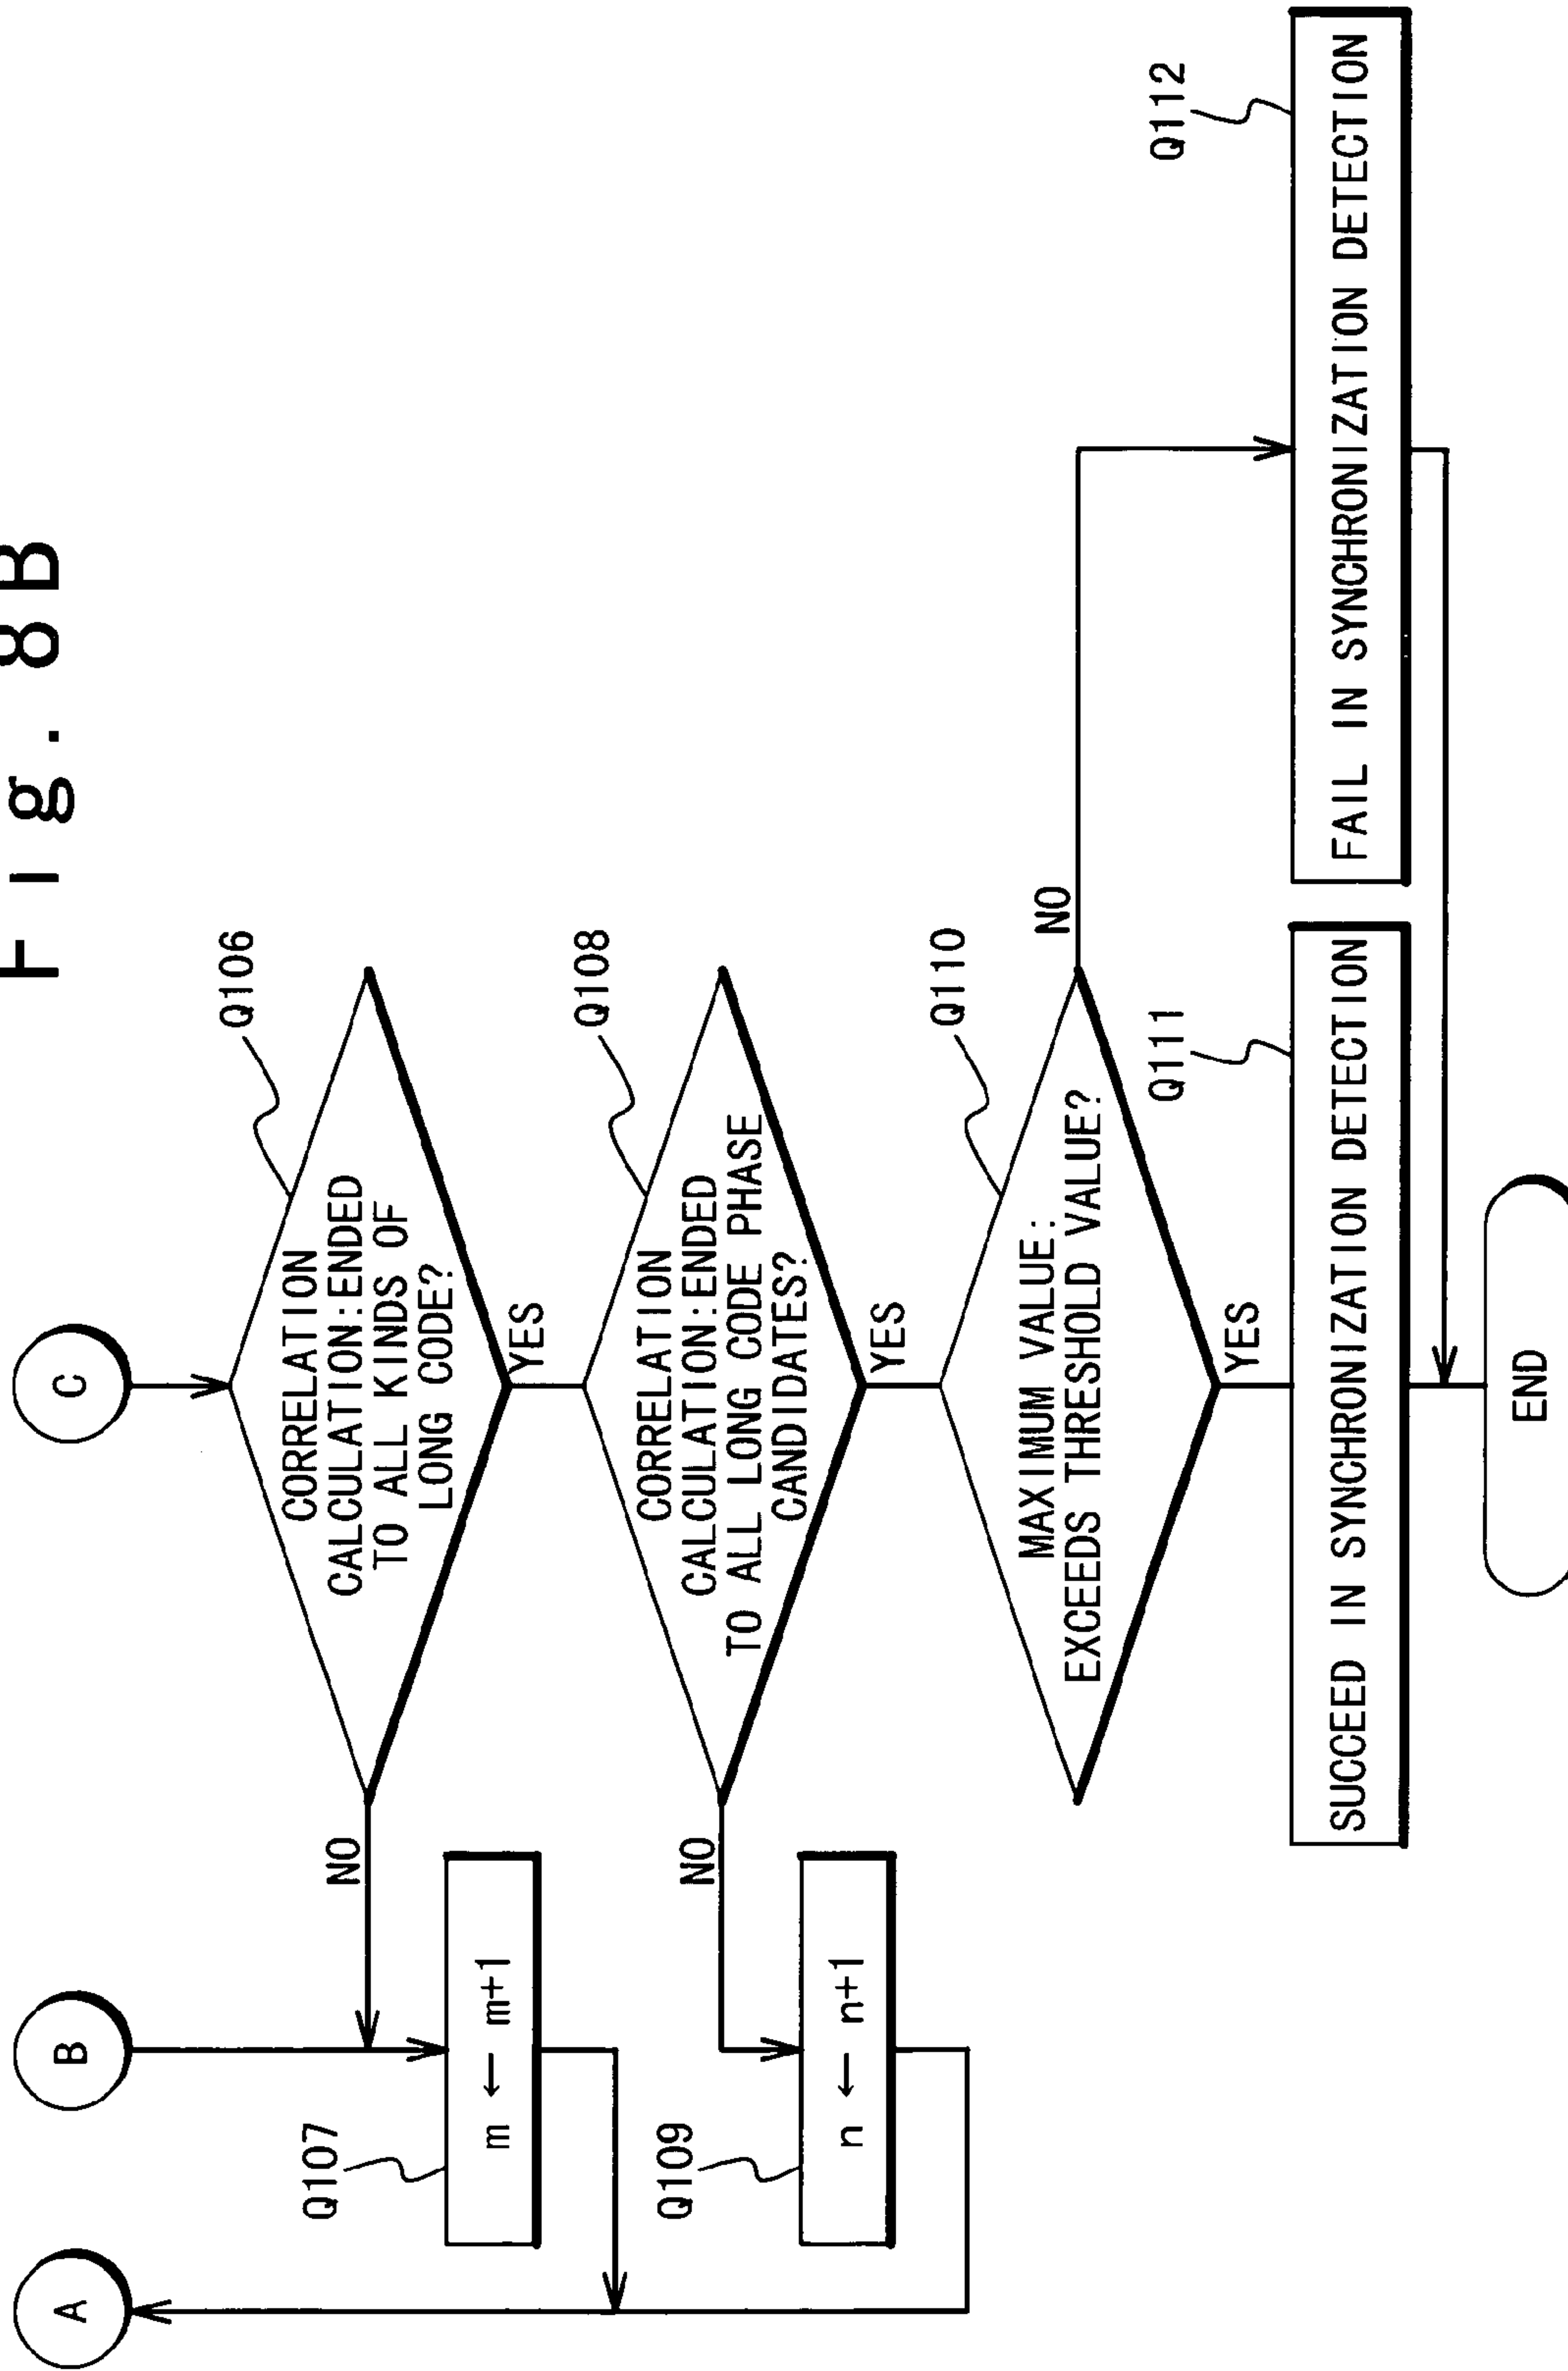 Fig. 8B
A
B
C
Q106
CORRELATION
CALCULATION:ENDED
TO ALL KINDS OF
LONG CODE?
NO
YES
Q107
m ← m+1
Q108
CORRELATION
CALCULATION:ENDED
TO ALL LONG CODE PHASE
CANDIDATES?
NO
YES
Q109
n ← n+1
Q110
MAXIMUM VALUE:
EXCEEDS THRESHOLD VALUE?
NO
YES
Q111
SUCCEED IN SYNCHRONIZATION DETECTION
Q112
FAIL IN SYNCHRONIZATION DETECTION
END